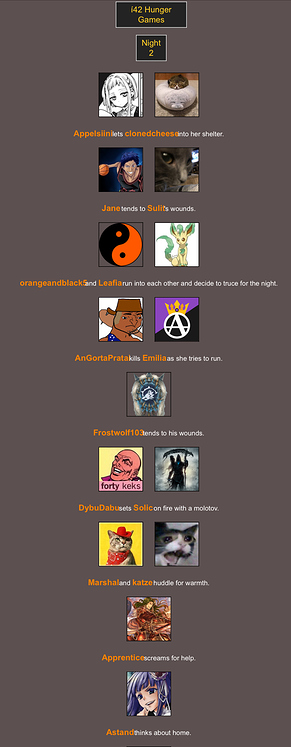 i42 Hunger
Games
Night
2
Appelsiini lets clonedcheese into her shelter.
Jane tends to Suli's wounds.
orangeandblack5 and Leafia run into each other and decide to truce for the night.
AnGortaPrata kills Emilia as she tries to run.
Frostwolf103 tends to his wounds.
forty keks
DybuDabu sets Solic on fire with a molotov.
Marshal and katze huddle for warmth.
Apprentice screams for help.
Astand thinks about home.